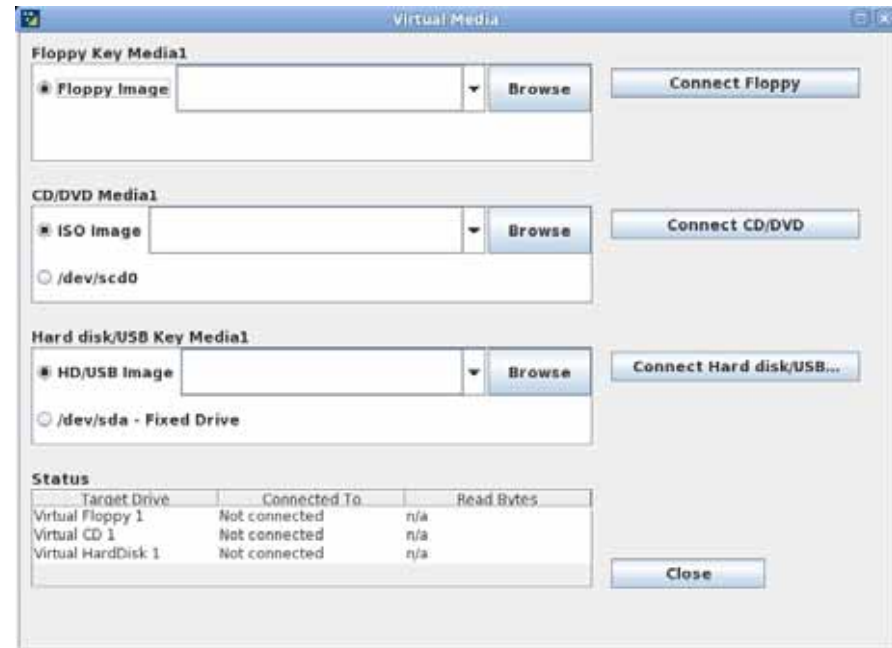 Virtual Media
Floppy Key Media1
Floppy Image Browse Connect Floppy
CD/DVD Media1
ISO Image Browse Connect CD/DVD
/dev/scd0
Hard disk/USB Key Media1
HD/USB Image Browse Connect Hard disk/USB...
/dev/sda - Fixed Drive
Status
Target Drive Connected To Read Bytes
Virtual Floppy 1 Not connected n/a
Virtual CD 1 Not connected n/a
Virtual HardDisk 1 Not connected n/a
Close